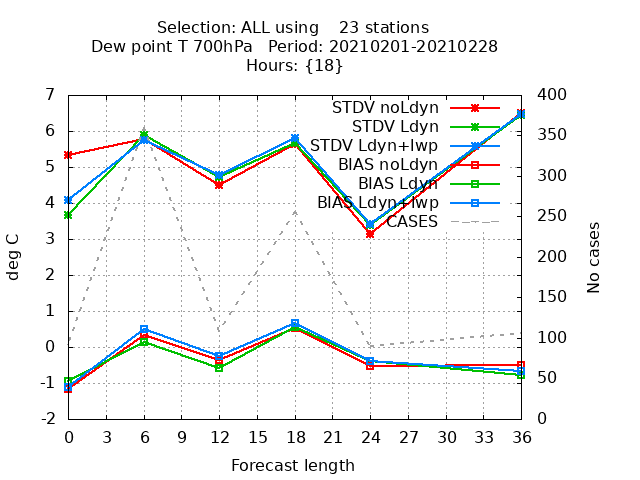 Selection: ALL using 23 stations
Dew point T 700hPa Period: 20210201-20210228
Hours: {18}
STDV noLdyn
STDV Ldyn
STDV Ldyn+lwp
BIAS noLdyn
BIAS Ldyn
BIAS Ldyn+lwp
CASES
deg C
7
6
5
4
3
2
1
0
-1
-2
400
350
300
250
200
150
100
50
0
No cases
0 3 6 9 12 15 18 21 24 27 30 33 36
Forecast length